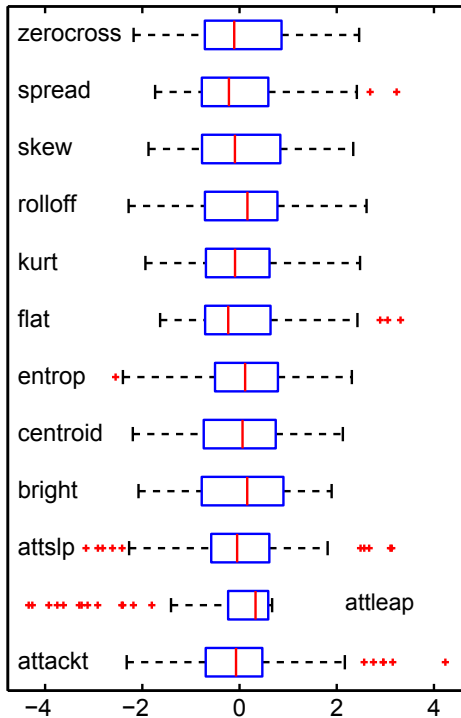 zerocross
spread
skew
rolloff
kurt
flat
entrop
centroid
bright
attslp
attleap
attackt
−4 −2 0 2 4